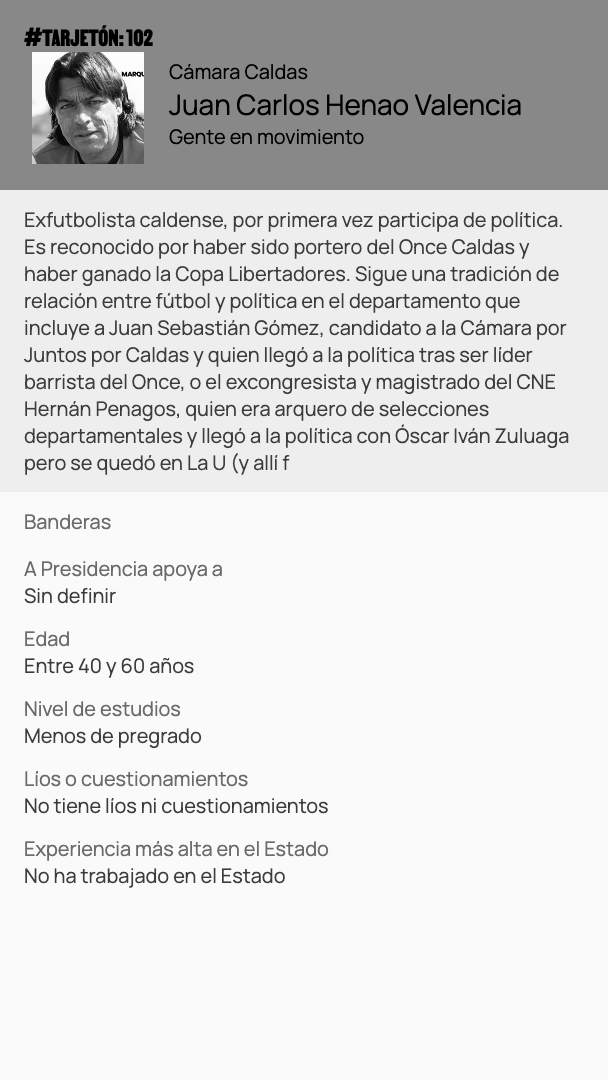 #TARJETÓN: 102
MARQU
Cámara Caldas
Juan Carlos Henao Valencia
Gente en movimiento
Exfutbolista caldense, por primera vez participa de política.
Es reconocido por haber sido portero del Once Caldas y
haber ganado la Copa Libertadores. Sigue una tradición de
relación entre fútbol y política en el departamento que
incluye a Juan Sebastián Gómez, candidato a la Cámara por
Juntos por Caldas y quien llegó a la política tras ser líder
barrista del Once, o el excongresista y magistrado del CNE
Hernán Penagos, quien era arquero de selecciones
departamentales y llegó a la política con Óscar Iván Zuluaga
pero se quedó en La U (y allí f
Banderas
A Presidencia apoya a
Sin definir
Edad
Entre 40 y 60 años
Nivel de estudios
Menos de pregrado
Líos o cuestionamientos
No tiene líos ni cuestionamientos
Experiencia más alta en el Estado
No ha trabajado en el Estado